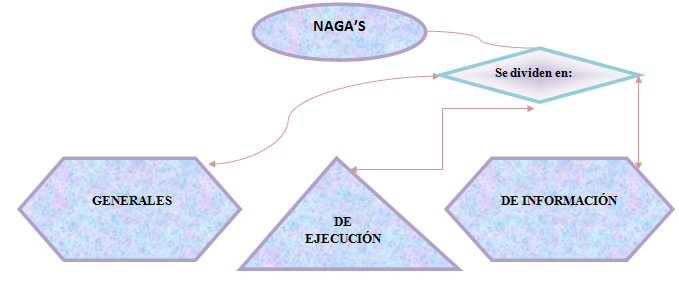 NAGA'S
Se dividen en:
GENERALES
DE
EJECUCIÓN
DE INFORMACIÓN